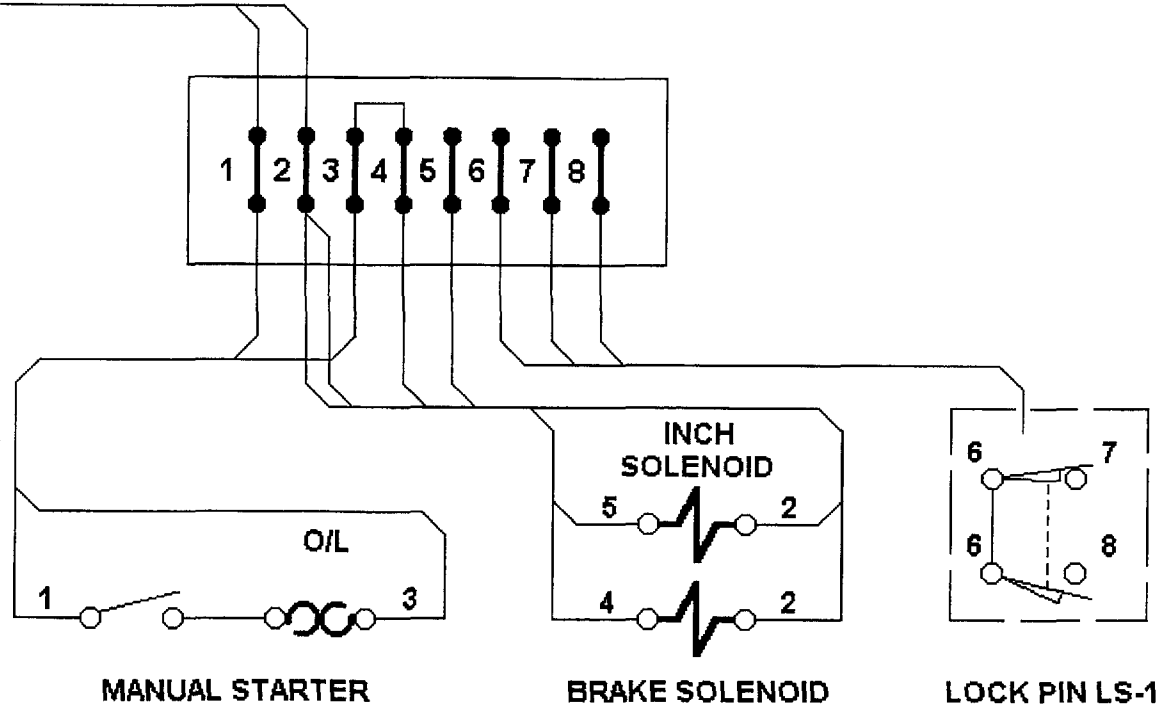 1 2 3 4 5 6 7 8
INCH
SOLENOID
6 7
5 2
O/L
6 8
1 3
4 2
MANUAL STARTER
BRAKE SOLENOID
LOCK PIN LS-1